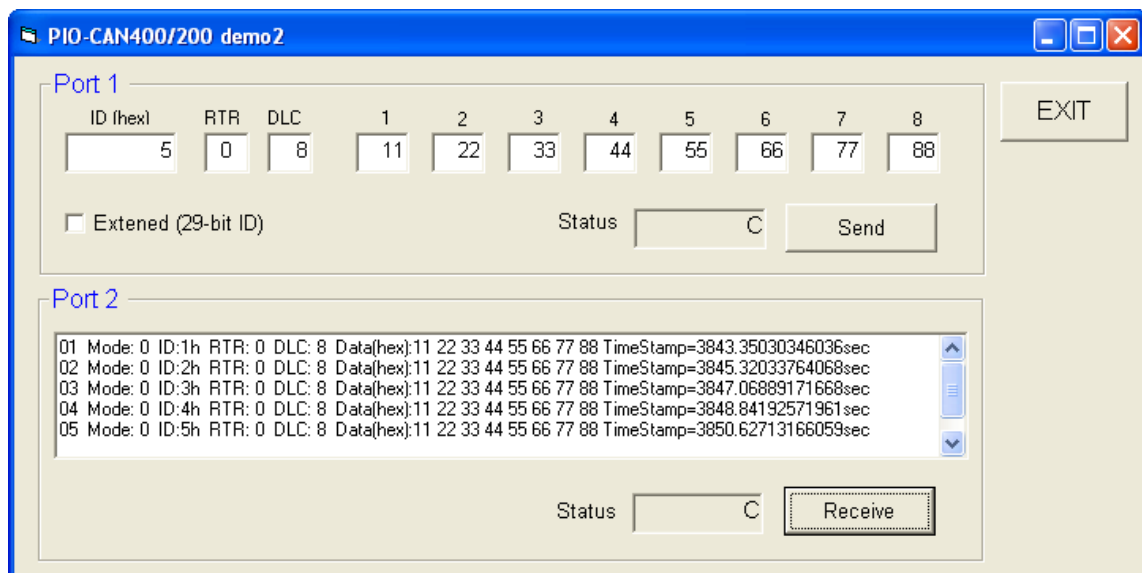 PIO-CAN400/200 demo2
Port 1
EXIT
ID (hex) RTR DLC 1 2 3 4 5 6 7 8
5 0 8 11 22 33 44 55 66 77 88
Extened (29-bit ID) Status C Send
Port 2
01 Mode: 0 ID:1h RTR: 0 DLC: 8 Data(hex):11 22 33 44 55 66 77 88 TimeStamp=3843.35030346036sec
02 Mode: 0 ID:2h RTR: 0 DLC: 8 Data(hex):11 22 33 44 55 66 77 88 TimeStamp=3845.32033764068sec
03 Mode: 0 ID:3h RTR: 0 DLC: 8 Data(hex):11 22 33 44 55 66 77 88 TimeStamp=3847.06889171668sec
04 Mode: 0 ID:4h RTR: 0 DLC: 8 Data(hex):11 22 33 44 55 66 77 88 TimeStamp=3848.84192571961sec
05 Mode: 0 ID:5h RTR: 0 DLC: 8 Data(hex):11 22 33 44 55 66 77 88 TimeStamp=3850.62713166059sec
Status C Receive